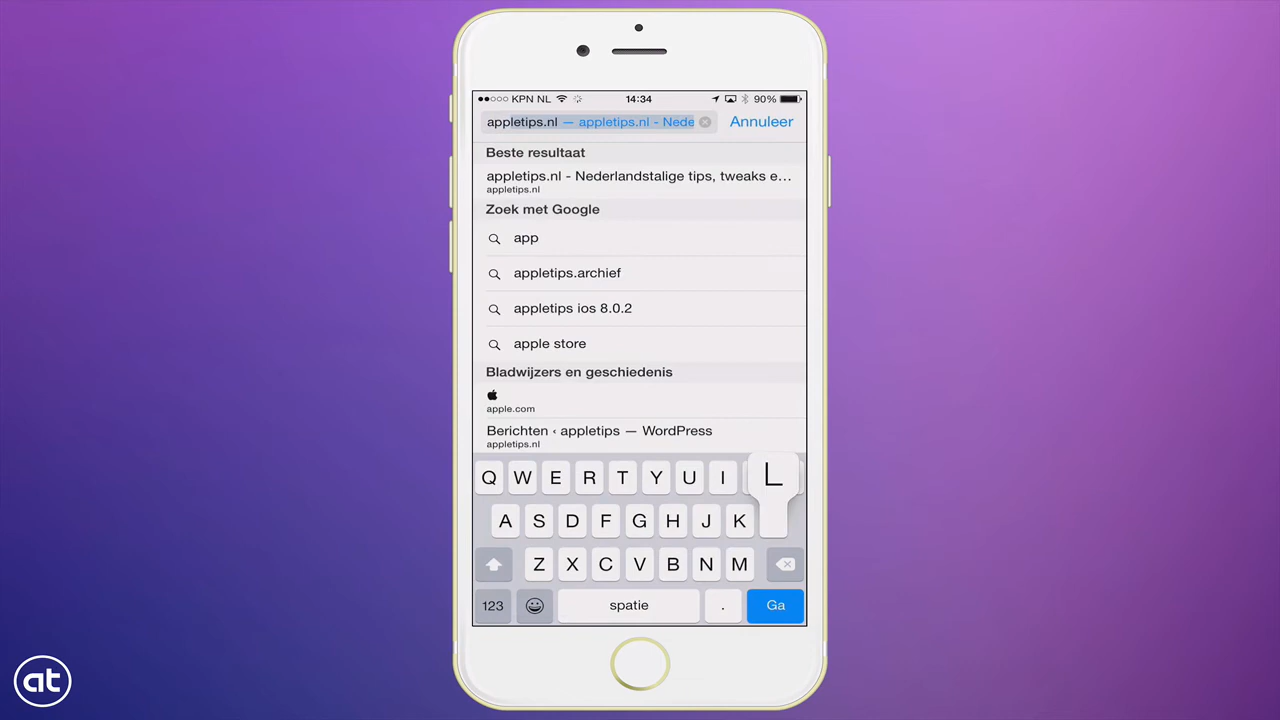 KPN NL 14:34 90%
appletips.nl — appletips.nl - Nede Annuleer
Beste resultaat
appletips.nl - Nederlandstalige tips, tweaks e…
appletips.nl
Zoek met Google
app
appletips.archief
appletips ios 8.0.2
apple store
Bladwijzers en geschiedenis
apple.com
Berichten ‹ appletips — WordPress
appletips.nl
Q W E R T Y U I L
A S D F G H J K
Z X C V B N M
123 spatie . Ga
at